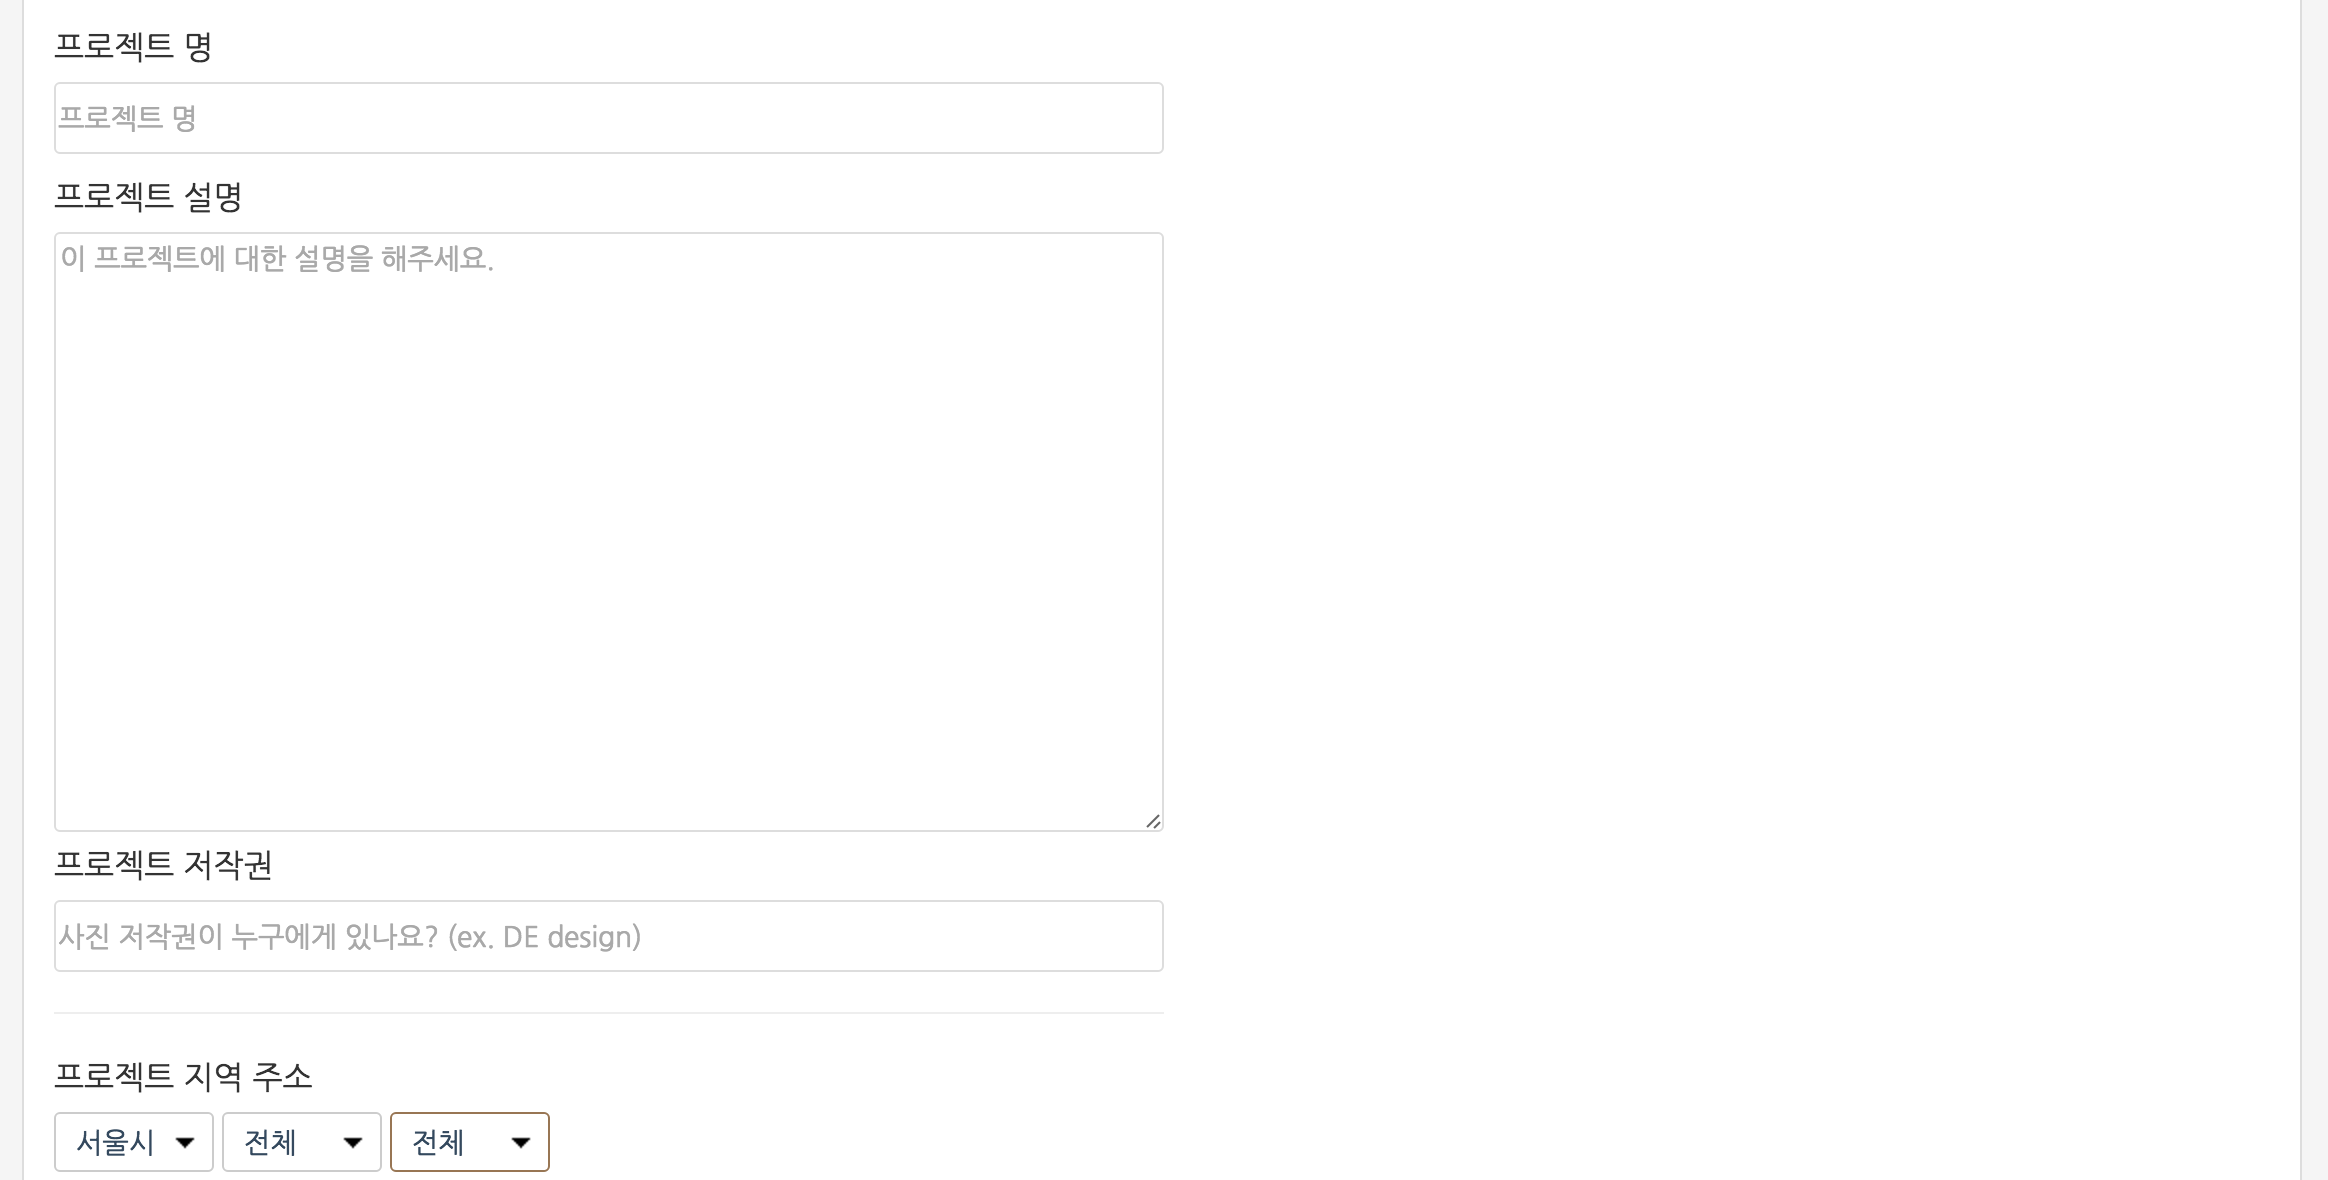 프로젝트 명
프로젝트 명
프로젝트 설명
이 프로젝트에 대한 설명을 해주세요.
프로젝트 저작권
사진 저작권이 누구에게 있나요? (ex. DE design)
프로젝트 지역 주소
서울시 전체 전체